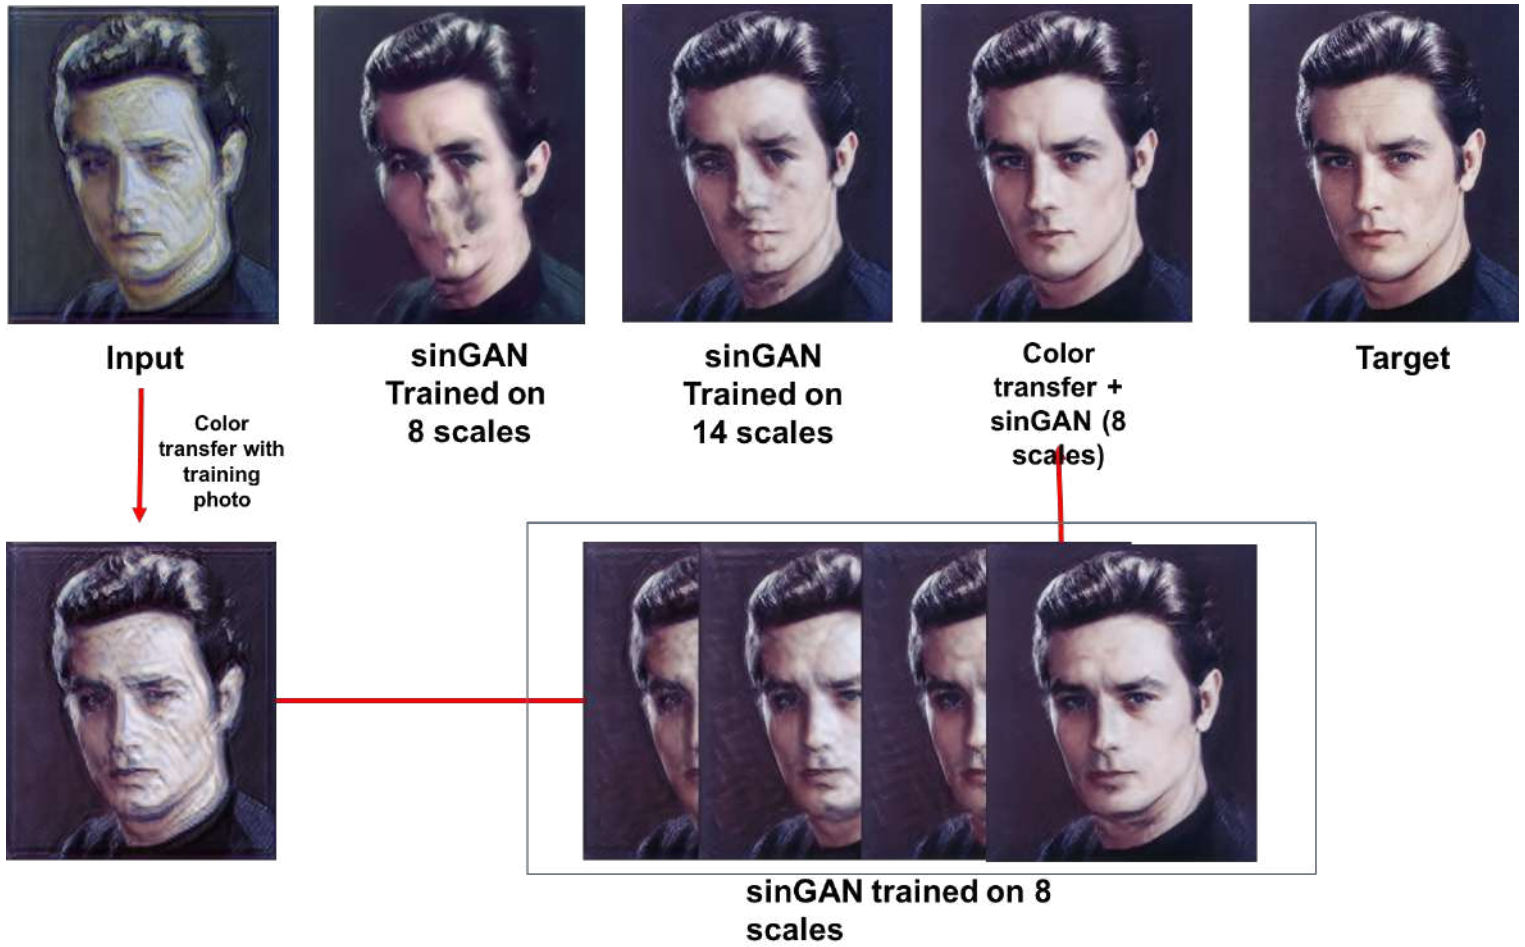 Input
sinGAN
Trained on
8 scales
sinGAN
Trained on
14 scales
Color
transfer +
sinGAN (8
scales)
Target
Color
transfer with
training
photo
sinGAN trained on 8
scales